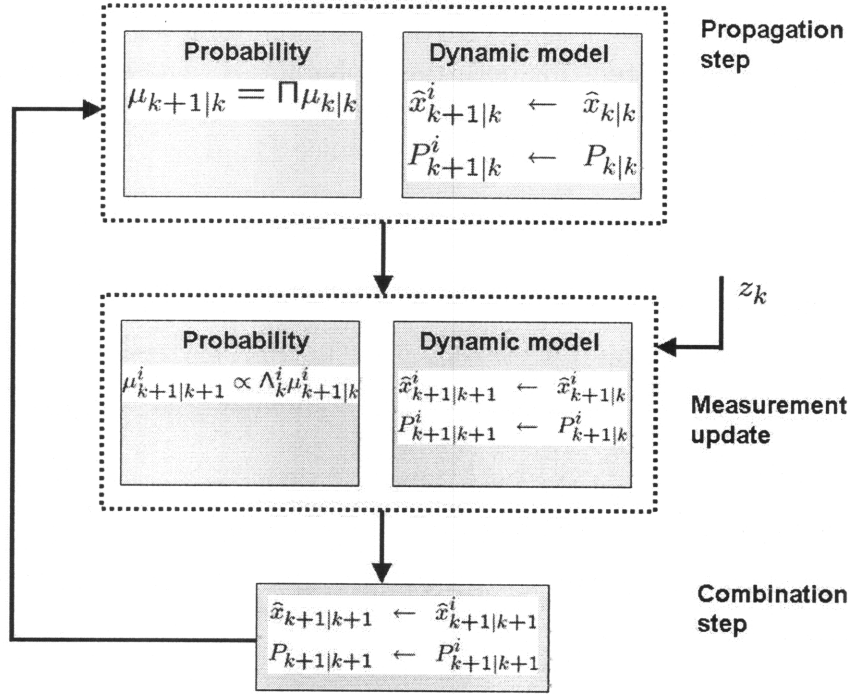 Propagation step
Probability
μ_{k+1|k} = Πμ_{k|k}
Dynamic model
x̂^i_{k+1|k} ← x̂_{k|k}
P^i_{k+1|k} ← P_{k|k}
z_k
Measurement update
Probability
μ^i_{k+1|k+1} ∝ Λ^i_k μ^i_{k+1|k}
Dynamic model
x̂^i_{k+1|k+1} ← x̂^i_{k+1|k}
P^i_{k+1|k+1} ← P^i_{k+1|k}
Combination step
x̂_{k+1|k+1} ← x̂^i_{k+1|k+1}
P_{k+1|k+1} ← P^i_{k+1|k+1}